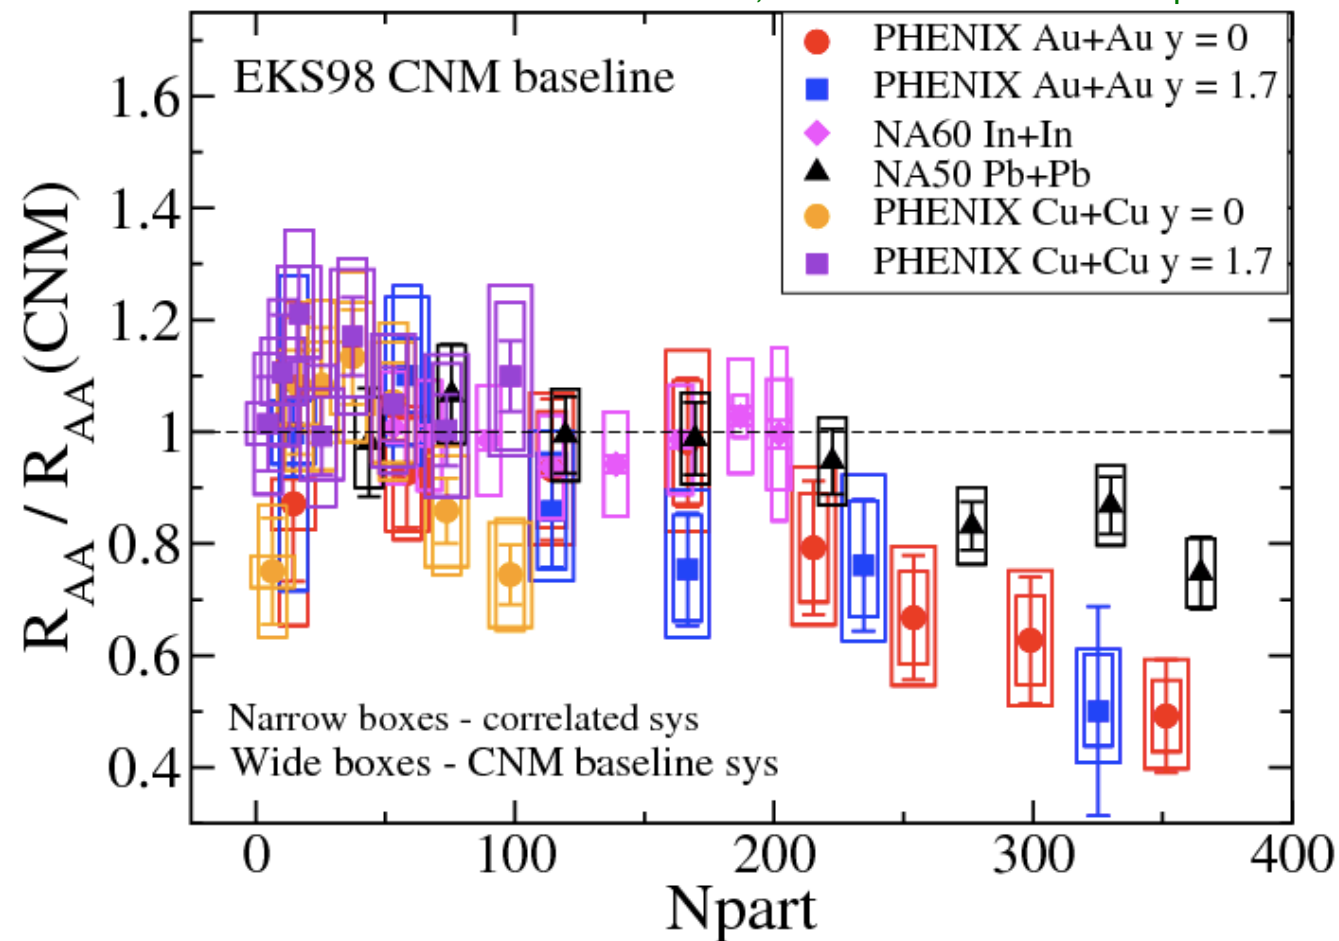 EKS98 CNM baseline
PHENIX Au+Au y = 0
PHENIX Au+Au y = 1.7
NA60 In+In
NA50 Pb+Pb
PHENIX Cu+Cu y = 0
PHENIX Cu+Cu y = 1.7
R_AA / R_AA(CNM)
1.6
1.4
1.2
1
0.8
0.6
0.4
Narrow boxes - correlated sys
Wide boxes - CNM baseline sys
0 100 200 300 400
Npart